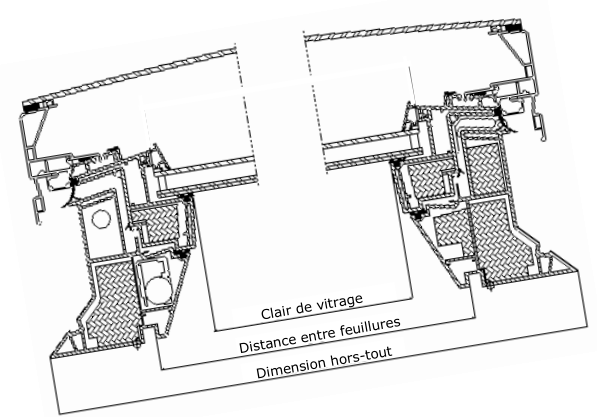 Clair de vitrage
Distance entre feuillures
Dimension hors-tout